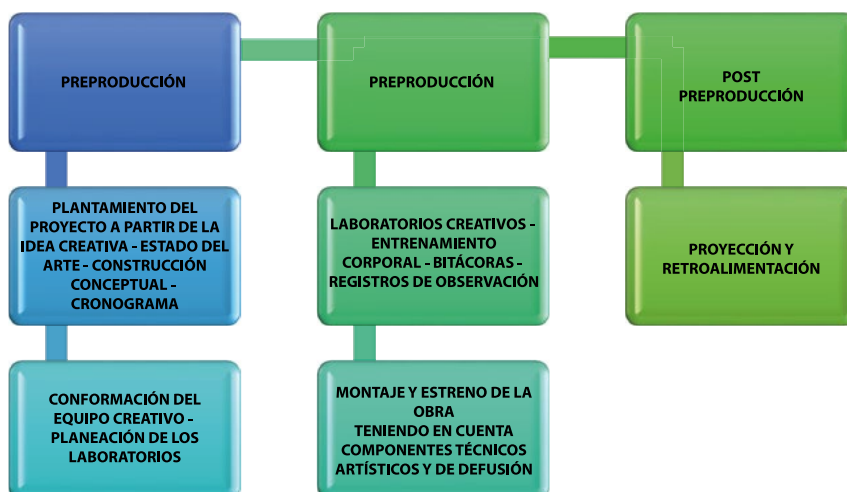 PREPRODUCCIÓN
PLANTAMIENTO DEL
PROYECTO A PARTIR DE LA
IDEA CREATIVA - ESTADO DEL
ARTE - CONSTRUCCIÓN
CONCEPTUAL -
CRONOGRAMA
CONFORMACIÓN DEL
EQUIPO CREATIVO -
PLANEACIÓN DE LOS
LABORATORIOS
PREPRODUCCIÓN
LABORATORIOS CREATIVOS -
ENTRENAMIENTO
CORPORAL - BITÁCORAS -
REGISTROS DE OBSERVACIÓN
MONTAJE Y ESTRENO DE LA
OBRA
TENIENDO EN CUENTA
COMPONENTES TÉCNICOS
ARTÍSTICOS Y DE DEFUSIÓN
POST
PREPRODUCCIÓN
PROYECCIÓN Y
RETROALIMENTACIÓN